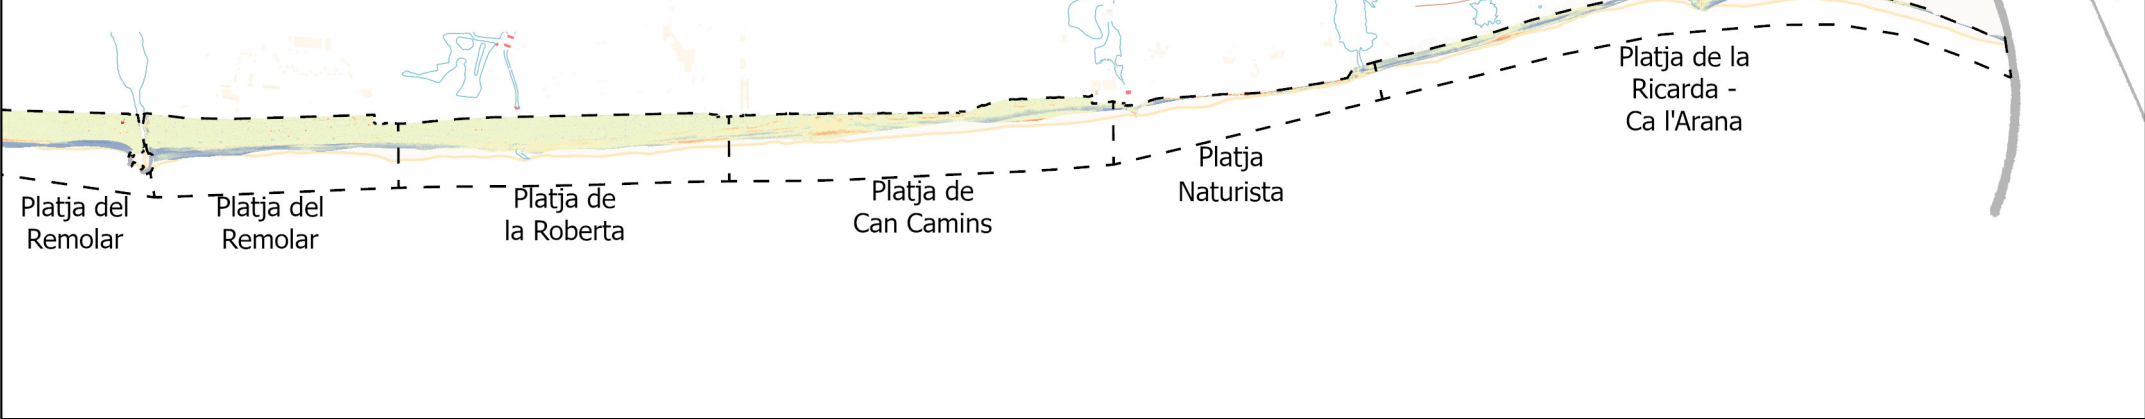 Platja del
Remolar
Platja del
Remolar
Platja de
la Roberta
Platja de
Can Camins
Platja
Naturista
Platja de la
Ricarda -
Ca l'Arana